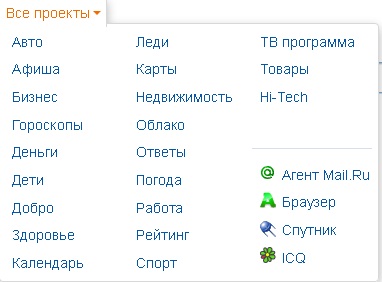 Все проекты
Авто
Афиша
Бизнес
Гороскопы
Деньги
Дети
Добро
Здоровье
Календарь
Леди
Карты
Недвижимость
Облако
Ответы
Погода
Работа
Рейтинг
Спорт
ТВ программа
Товары
Hi-Tech
Агент Mail.Ru
Браузер
Спутник
ICQ